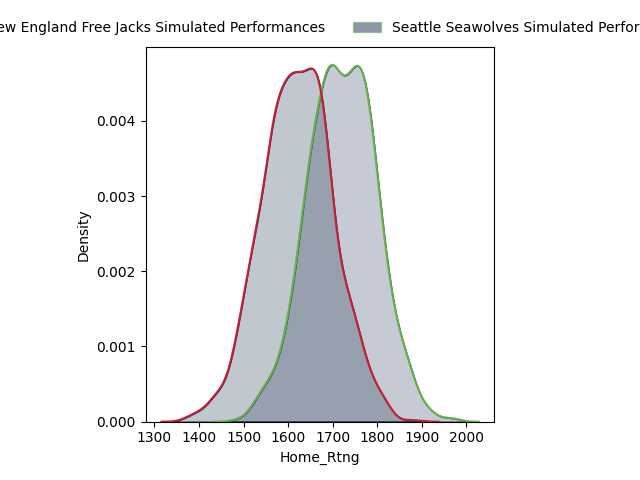 ew England Free Jacks Simulated Performances Seattle Seawolves Simulated Perfor
0.004
0.003
0.002
0.001
0.000
Density
1300 1400 1500 1600 1700 1800 1900 2000
Home_Rtng